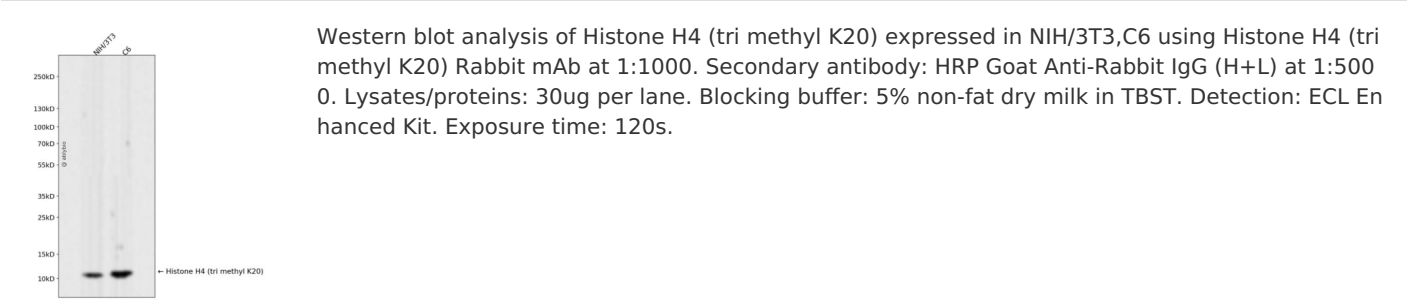 NIH/3T3 C6
250kD
130kD
100kD
70kD
55kD
35kD
25kD
15kD
10kD
@ abbytec
← Histone H4 (tri methyl K20)
Western blot analysis of Histone H4 (tri methyl K20) expressed in NIH/3T3,C6 using Histone H4 (tri
methyl K20) Rabbit mAb at 1:1000. Secondary antibody: HRP Goat Anti-Rabbit IgG (H+L) at 1:500
0. Lysates/proteins: 30ug per lane. Blocking buffer: 5% non-fat dry milk in TBST. Detection: ECL En
hanced Kit. Exposure time: 120s.